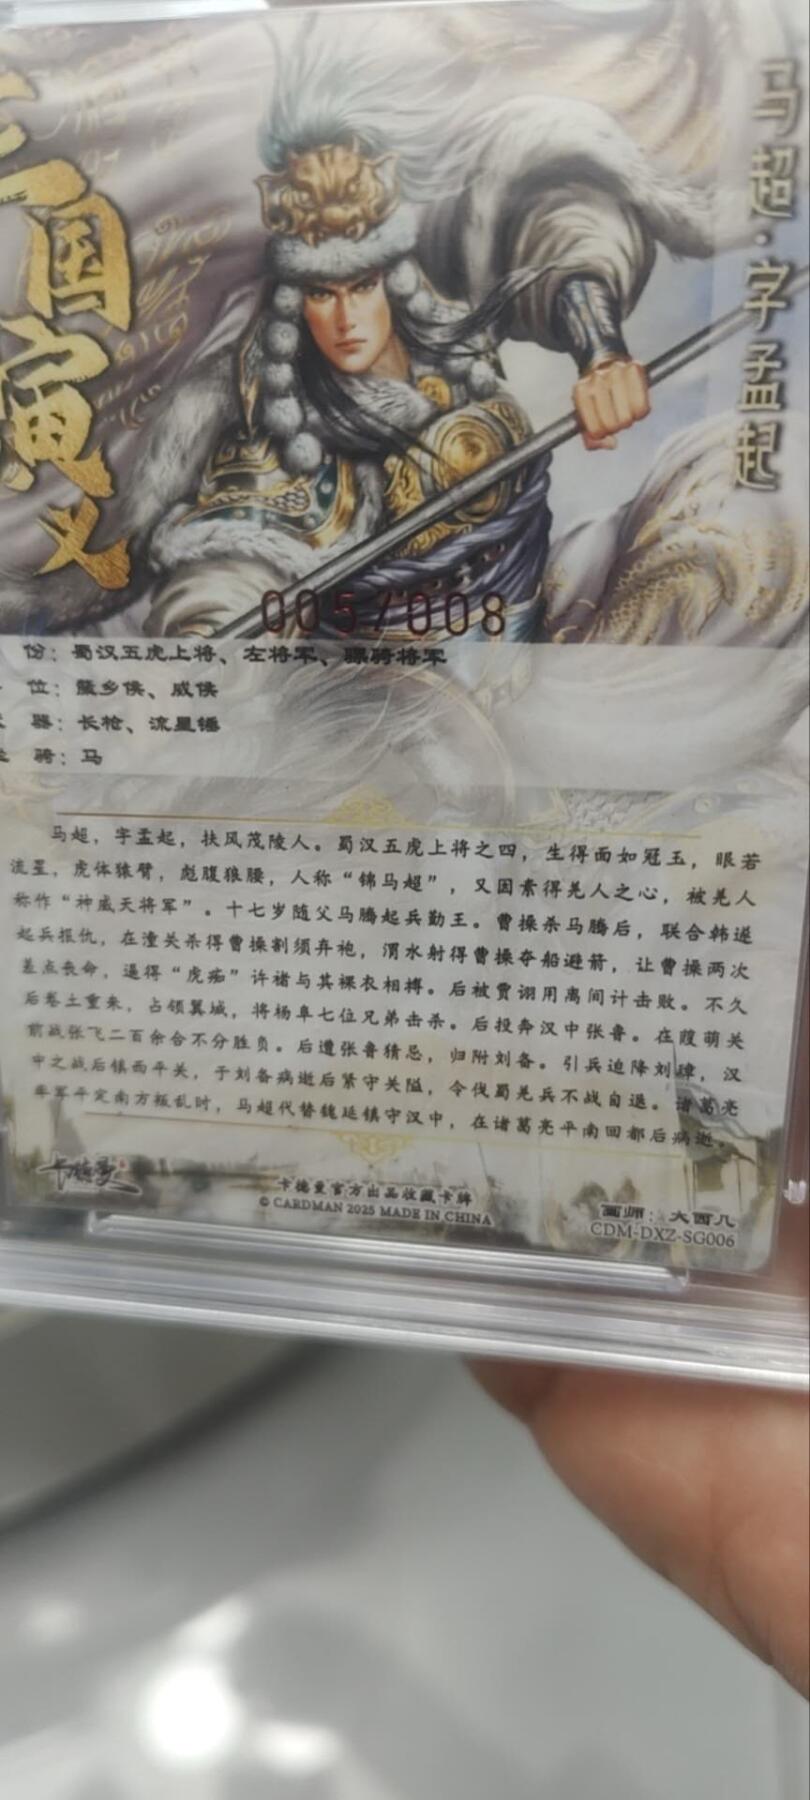 三国演义
马超·字孟起
005/008
份：蜀汉五虎上将、左将军、骠骑将军
位：斄乡侯、威侯
器：长枪、流星锤
骑：马
马超，字孟起，扶风茂陵人。蜀汉五虎上将之四，生得面如冠玉，眼若
流星，虎体猿臂，彪腹狼腰，人称“锦马超”，又因素得羌人之心，被羌人
称作“神威天将军”。十七岁随父马腾起兵勤王。曹操杀马腾后，联合韩遂
起兵报仇，在潼关杀得曹操割须弃袍，渭水射得曹操夺船避箭，让曹操两次
差点丧命，逼得“虎痴”许褚与其裸衣相搏。后被贾诩用离间计击败。不久
后卷土重来，占领冀城，将杨阜七位兄弟击杀。后投奔汉中张鲁。在葭萌关
前战张飞二百余合不分胜负。后遭张鲁猜忌，归附刘备。引兵迫降刘璋，汉
中之战后镇西平关，于刘备病逝后紧守关隘，令伐蜀羌兵不战自退。诸葛亮
率军平定南方叛乱时，马超代替魏延镇守汉中，在诸葛亮平南回都后病逝。
卡德曼
卡德曼官方出品收藏卡牌
© CARDMAN 2025 MADE IN CHINA
画师：大西几
CDM-DXZ-SG006